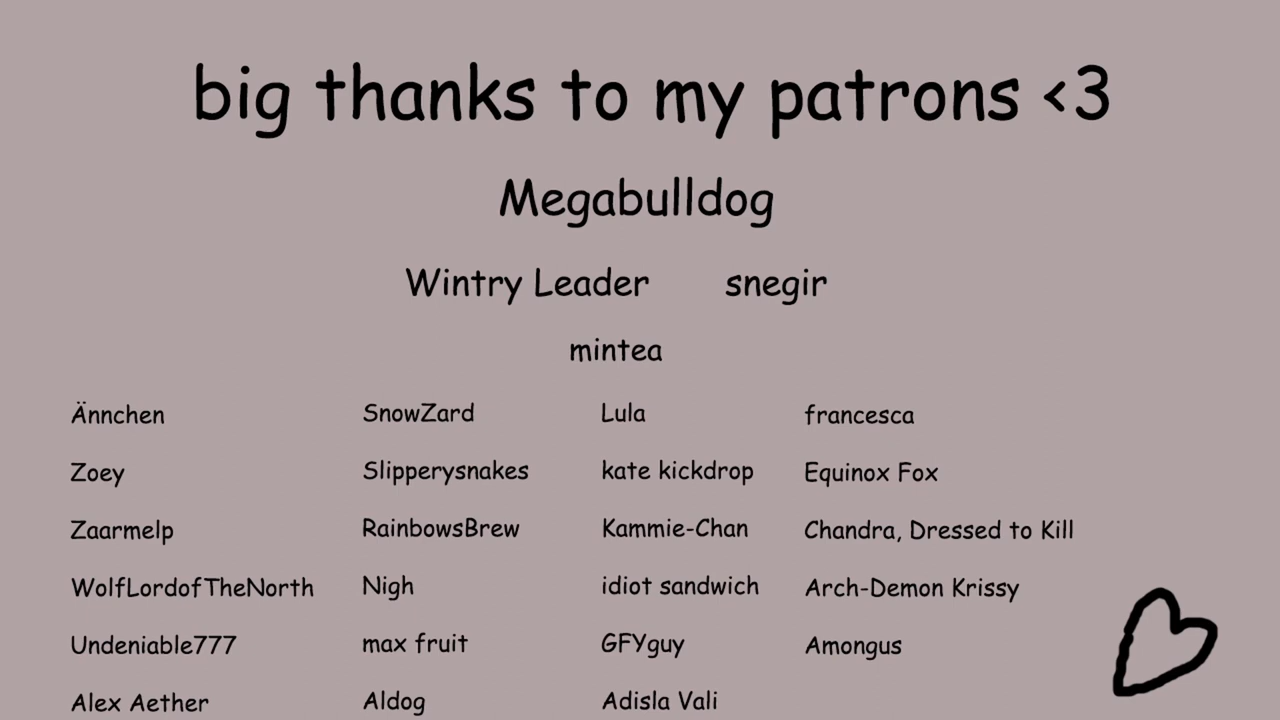 big thanks to my patrons <3
Megabulldog
Wintry Leader snegir
mintea
Ännchen SnowZard Lula francesca
Zoey Slipperysnakes kate kickdrop Equinox Fox
Zaarmelp RainbowsBrew Kammie-Chan Chandra, Dressed to Kill
WolfLordofTheNorth Nigh idiot sandwich Arch-Demon Krissy
Undeniable777 max fruit GFYguy Amongus
Alex Aether Aldog Adisla Vali